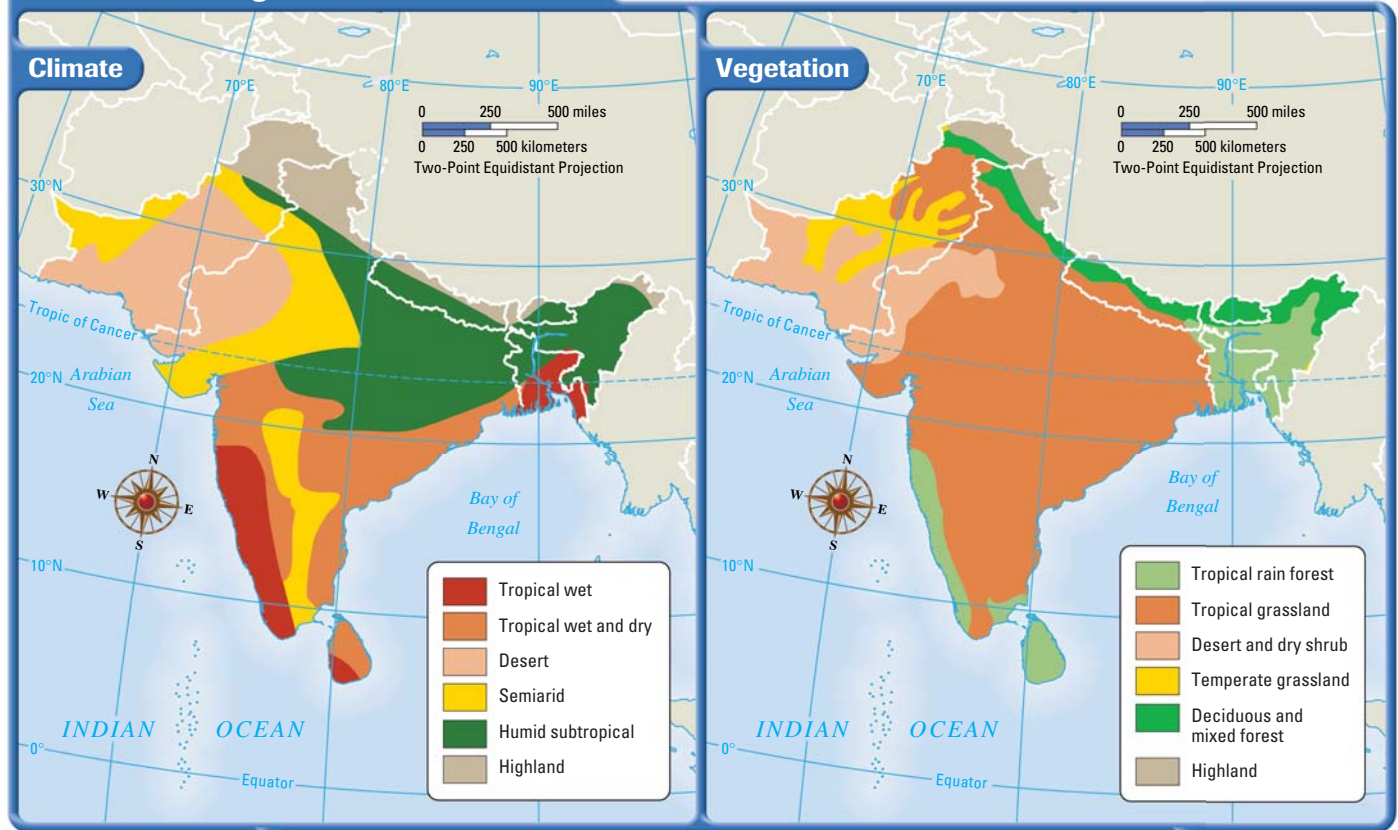 Climate
70°E
80°E
90°E
0 250 500 miles
0 250 500 kilometers
Two-Point Equidistant Projection
30°N
Tropic of Cancer
20°N
Arabian
Sea
N
W
E
S
Bay of
Bengal
10°N
Tropical wet
Tropical wet and dry
Desert
Semiarid
Humid subtropical
Highland
INDIAN OCEAN
0°
Equator
Vegetation
70°E
80°E
90°E
0 250 500 miles
0 250 500 kilometers
Two-Point Equidistant Projection
30°N
Tropic of Cancer
20°N
Arabian
Sea
N
W
E
S
Bay of
Bengal
10°N
Tropical rain forest
Tropical grassland
Desert and dry shrub
Temperate grassland
Deciduous and
mixed forest
Highland
INDIAN OCEAN
0°
Equator